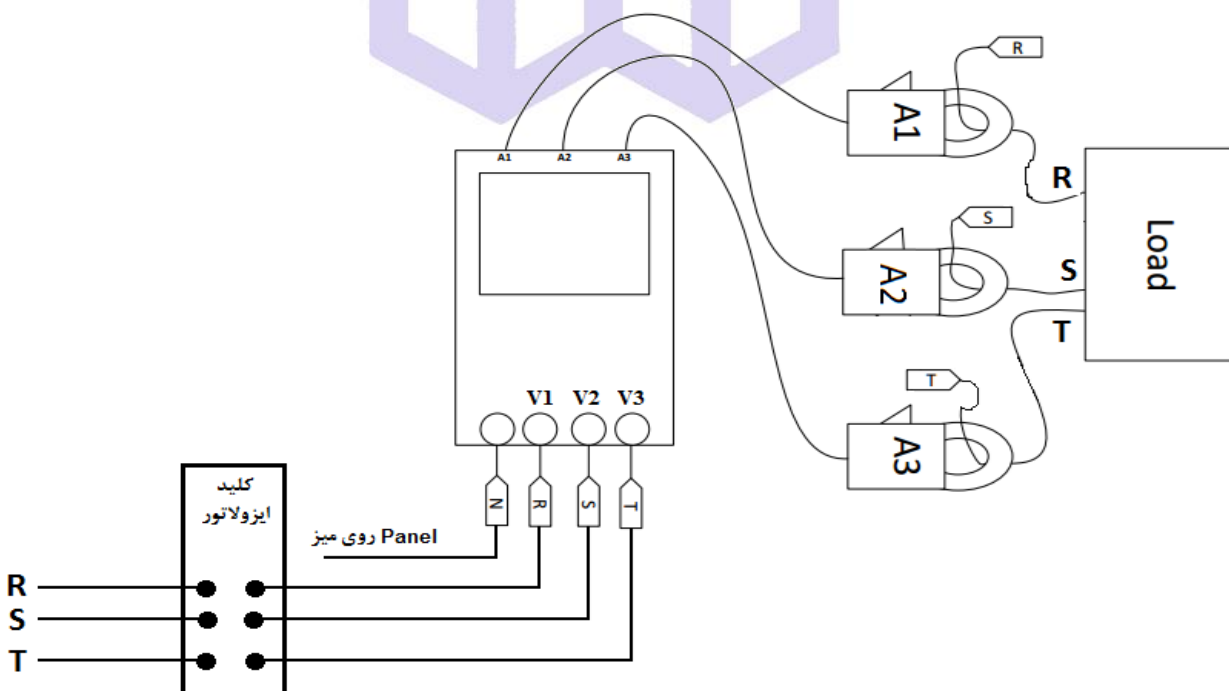 R
A1
R
A1 A2 A3
S
A2
S
Load
T
T
A3
V1 V2 V3
N R S T
کلید
ایزولاتور
Panel روی میز
R
S
T